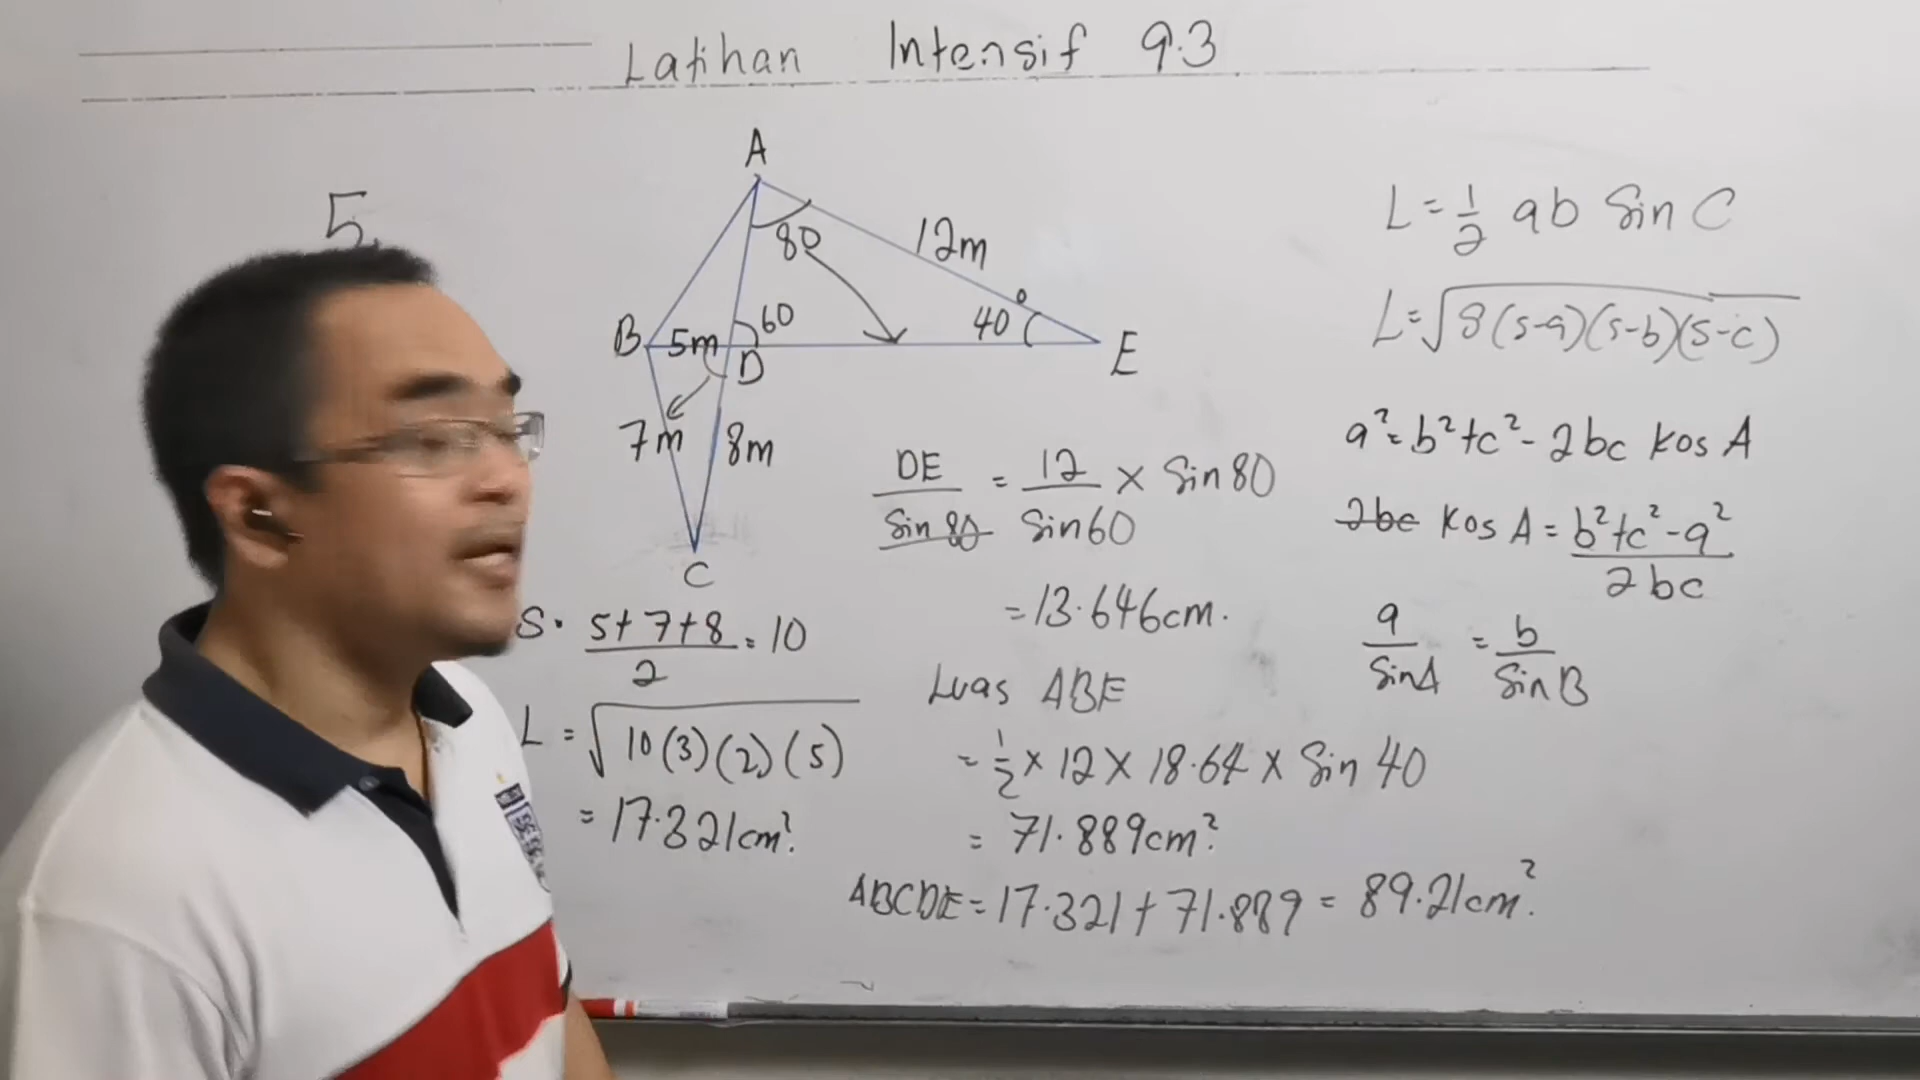 Latihan Intensif 9.3
5.
A
80
12m
60
40°
B 5m D E
7m 8m
C
S = 5+7+8 / 2 = 10
L = √10(3)(2)(5)
= 17.321cm².
DE / Sin 80 = 12 / Sin60 × Sin 80
= 13.646cm.
Luas ABE
= 1/2 × 12 × 18.64 × Sin 40
= 71.889cm².
ABCDE = 17.321 + 71.889 = 89.21cm².
L = 1/2 ab Sin C
L = √S(s-a)(s-b)(s-c)
a² = b²+c² - 2bc kos A
2bc kos A = b²+c²-a² / 2bc
a / SinA = b / Sin B